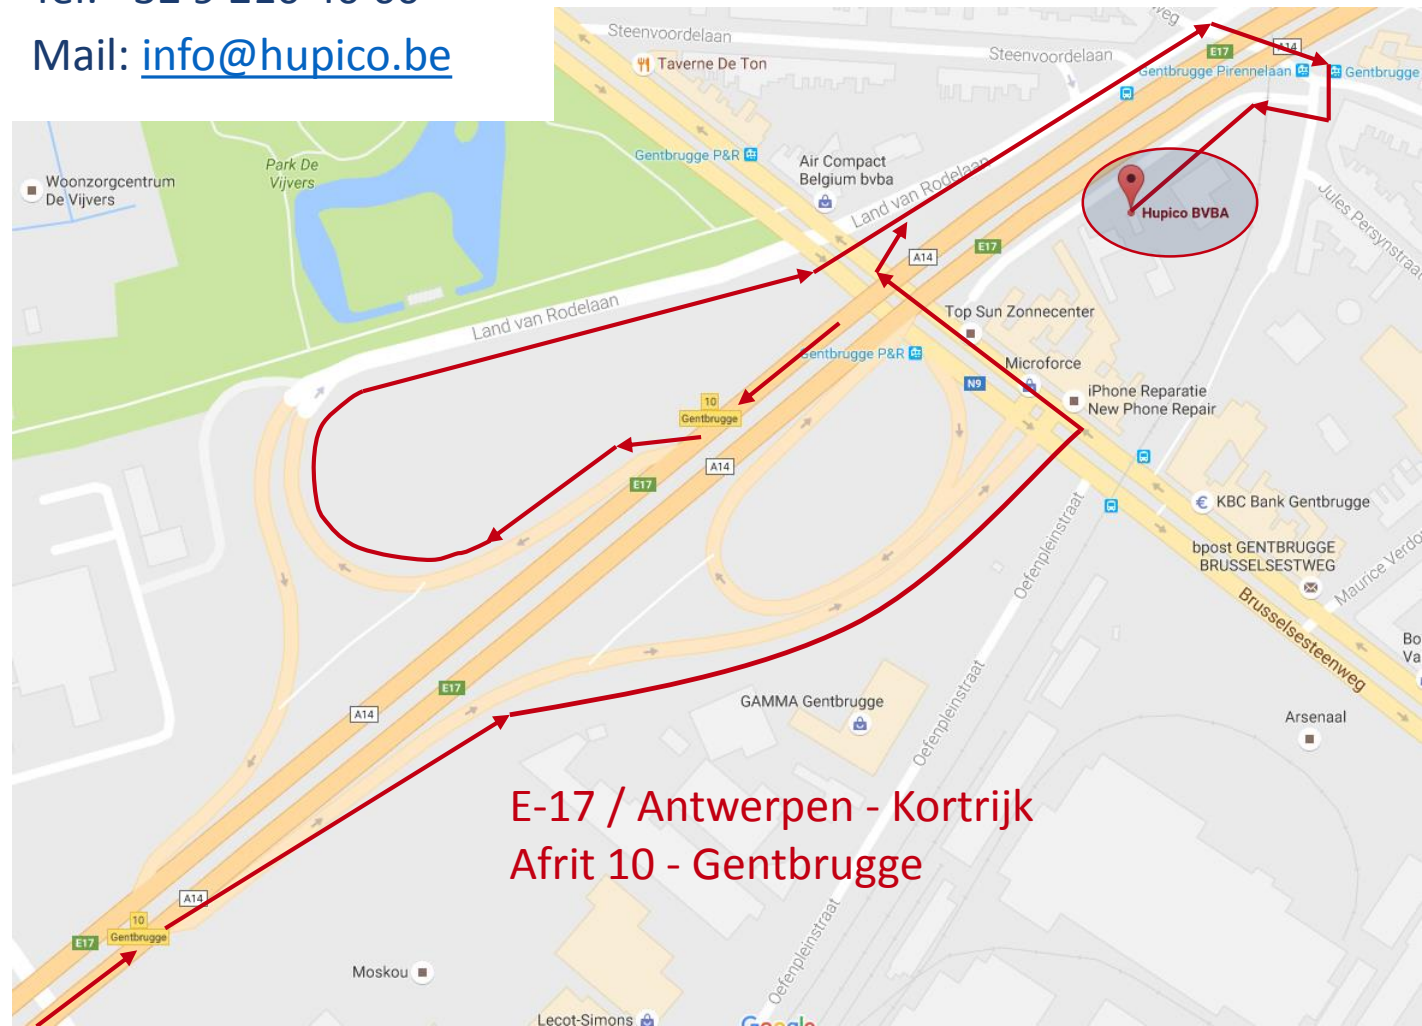 Mail: info@hupico.be
Steenvoordelaan
Steenvoordelaan
E17
A14
Taverne De Ton
Gentbrugge Pirennelaan
Gentbrugge
Gentbrugge P&R
Air Compact
Belgium bvba
Park De
Vijvers
Woonzorgcentrum
De Vijvers
Land van Rodelaan
Jules Persynstraat
Hupico BVBA
E17
A14
Land van Rodelaan
Top Sun Zonnecenter
Gentbrugge P&R
Microforce
N9
iPhone Reparatie
New Phone Repair
10
Gentbrugge
A14
E17
KBC Bank Gentbrugge
Oefenpleinstraat
bpost GENTBRUGGE
BRUSSELSESTWEG
Maurice Verdo
Brusselsesteenweg
Bo
Va
E17
A14
GAMMA Gentbrugge
Oefenpleinstraat
Arsenaal
E-17 / Antwerpen - Kortrijk
Afrit 10 - Gentbrugge
A14
10
Gentbrugge
E17
Moskou
Oefenpleinstraat
Lecot-Simons
Google